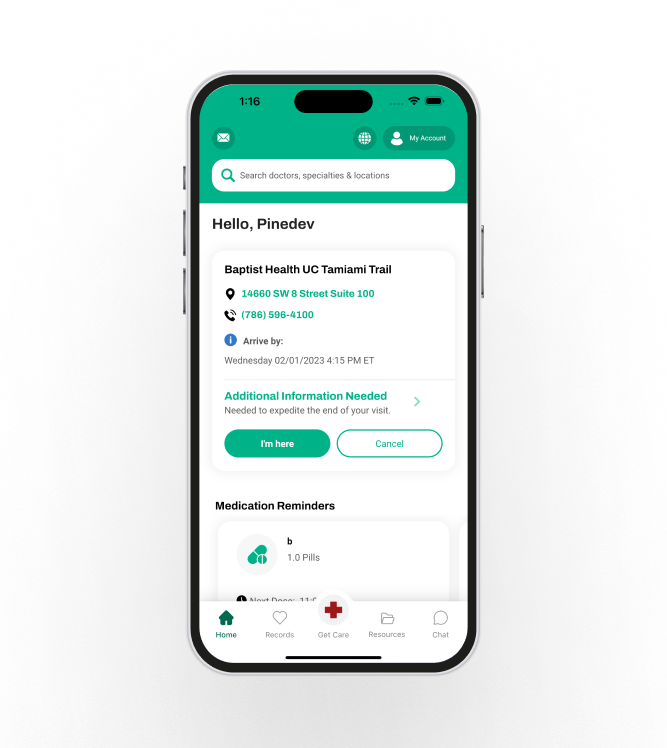 1:16
My Account
Search doctors, specialties & locations
Hello, Pinedev
Baptist Health UC Tamiami Trail
14660 SW 8 Street Suite 100
(786) 596-4100
Arrive by:
Wednesday 02/01/2023 4:15 PM ET
Additional Information Needed
Needed to expedite the end of your visit.
I'm here
Cancel
Medication Reminders
b
1.0 Pills
Next Dose:
Home
Records
Get Care
Resources
Chat